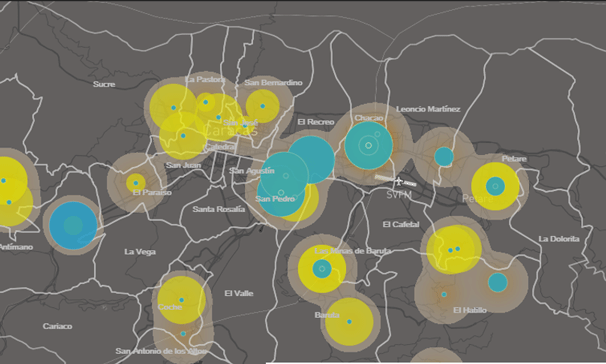 La Pastora
Sucre
San Bernardino
Leoncio Martínez
Chacao
El Recreo
Caracas
Catedral
Petare
San Juan
San Agustín
El Paraíso
SVFM
San Pedro
Santa Rosalía
El Cafetal
La Dolorita
Antímano
La Vega
Las Minas de Baruta
El Valle
Coche
El Hatillo
Baruta
Cariaco
San Antonio de los Altos